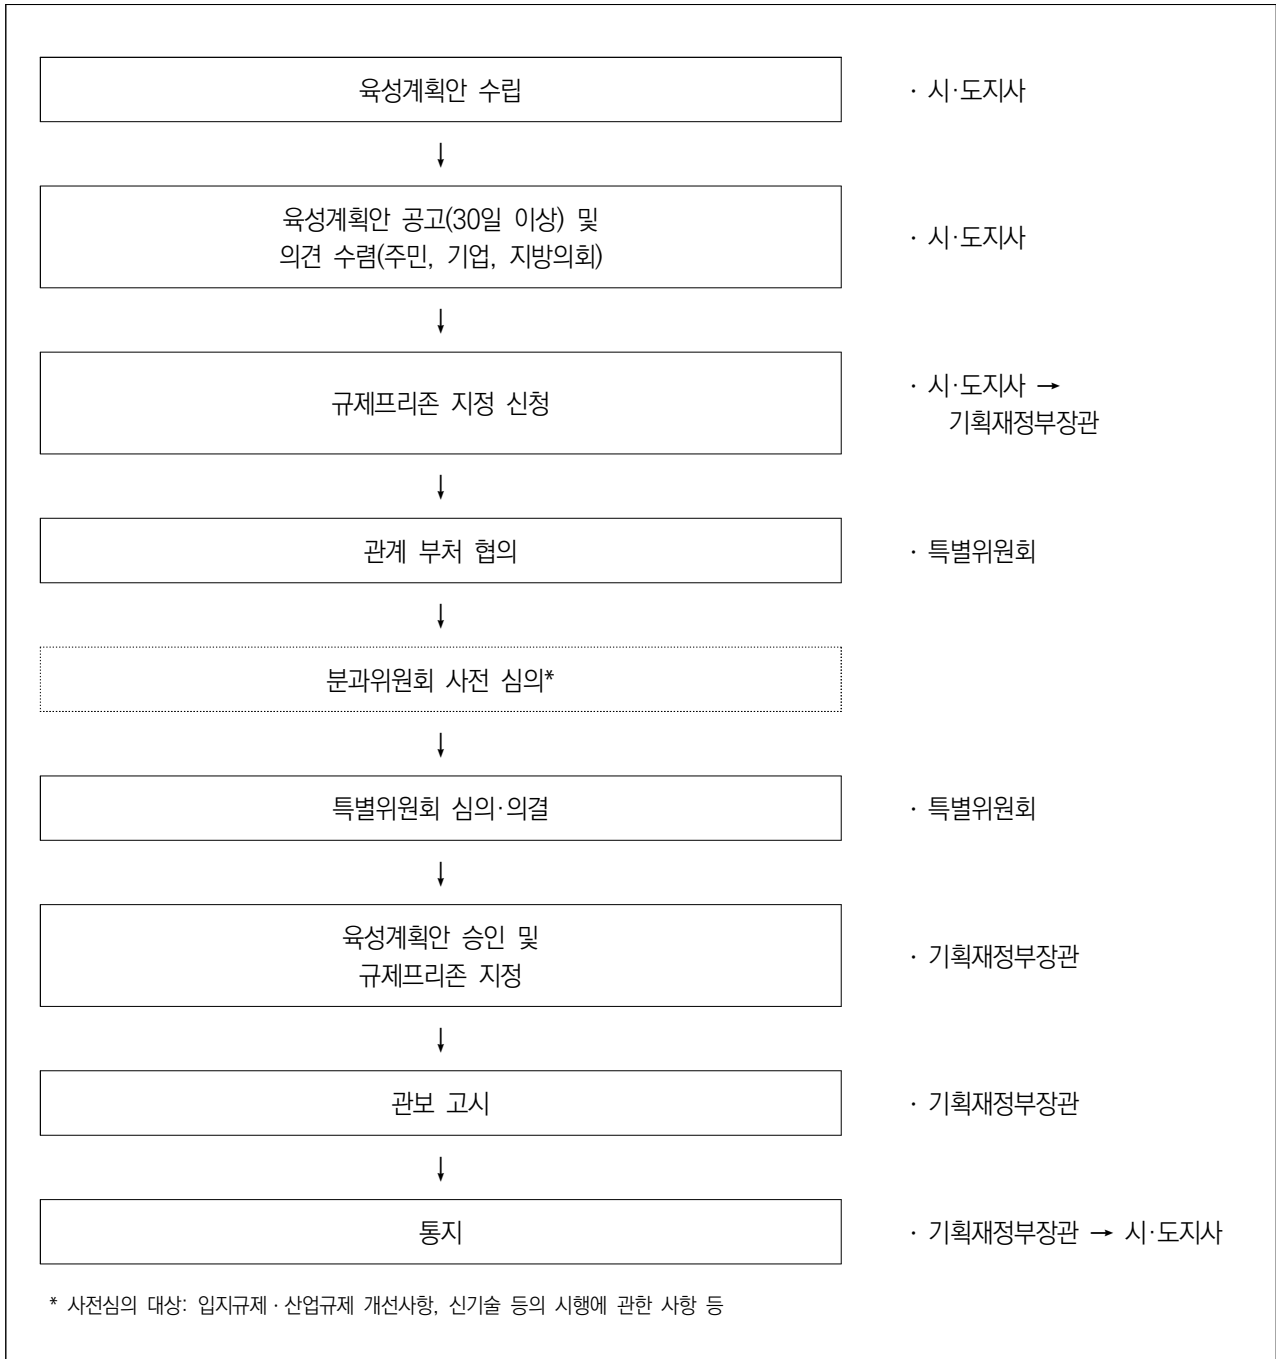 육성계획안 수립
· 시·도지사
↓
육성계획안 공고(30일 이상) 및
의견 수렴(주민, 기업, 지방의회)
· 시·도지사
↓
규제프리존 지정 신청
· 시·도지사 →
기획재정부장관
↓
관계 부처 협의
· 특별위원회
↓
분과위원회 사전 심의*
↓
특별위원회 심의·의결
· 특별위원회
↓
육성계획안 승인 및
규제프리존 지정
· 기획재정부장관
↓
관보 고시
· 기획재정부장관
↓
통지
· 기획재정부장관 → 시·도지사
* 사전심의 대상: 입지규제·산업규제 개선사항, 신기술 등의 시행에 관한 사항 등